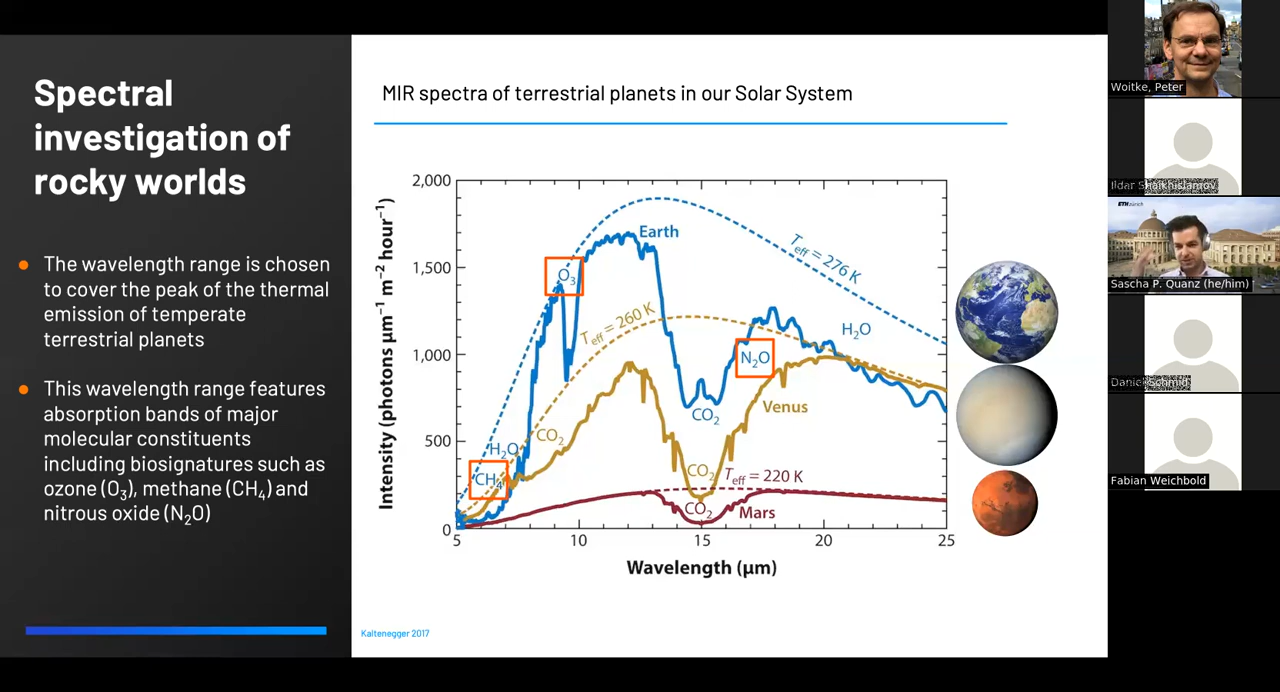 Spectral
investigation of
rocky worlds
The wavelength range is chosen
to cover the peak of the thermal
emission of temperate
terrestrial planets
This wavelength range features
absorption bands of major
molecular constituents
including biosignatures such as
ozone (O₃), methane (CH₄) and
nitrous oxide (N₂O)
MIR spectra of terrestrial planets in our Solar System
Intensity (photons µm⁻¹ m⁻² hour⁻¹)
2,000
1,500
1,000
500
0
Earth
O₃
T_eff = 276 K
T_eff = 260 K
H₂O
N₂O
CO₂
Venus
H₂O
CO₂
CH₄
CO₂
T_eff = 220 K
CO₂
Mars
5
10
15
20
25
Wavelength (µm)
Kaltenegger 2017
Woitke, Peter
Ildar Shaikhislamov
ETH zürich
Sascha P. Quanz (he/him)
Daniel Schmid
Fabian Weichbold